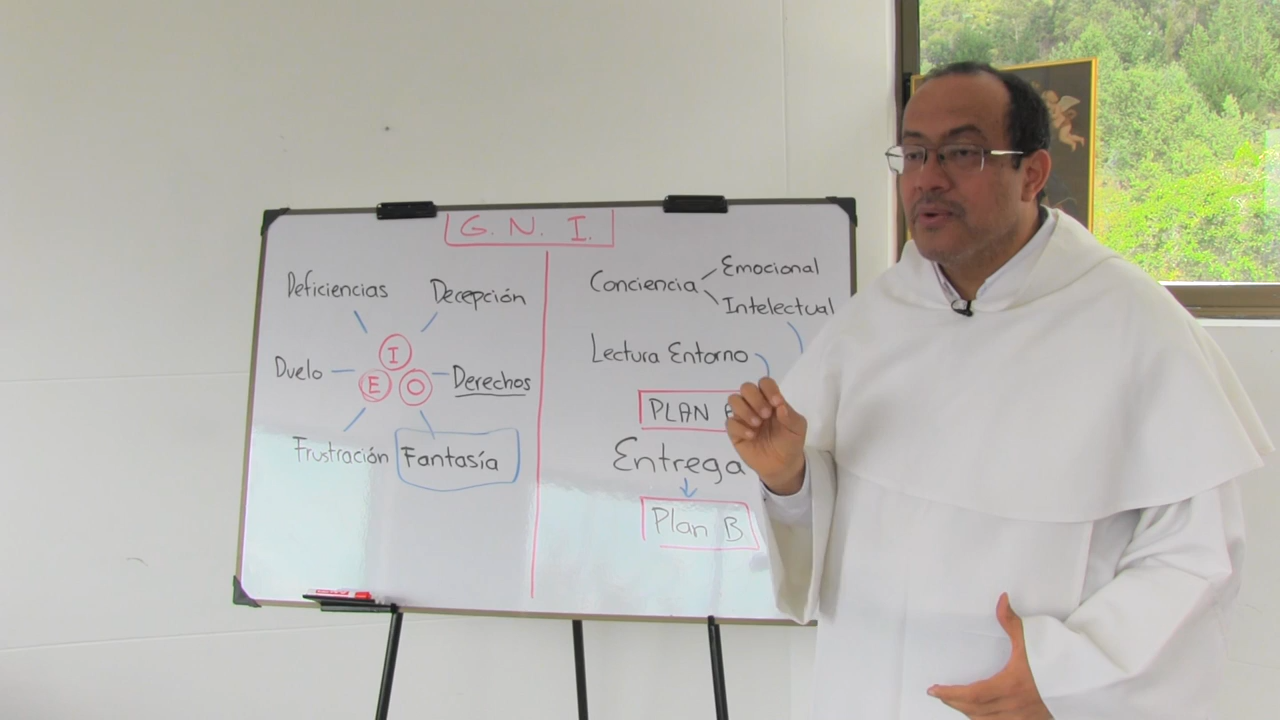 G. N. I.
Deficiencias
Decepción
I
Duelo
E
O
Derechos
Frustración
Fantasía
Conciencia
Emocional
Intelectual
Lectura Entorno
PLAN
Entrega
Plan B